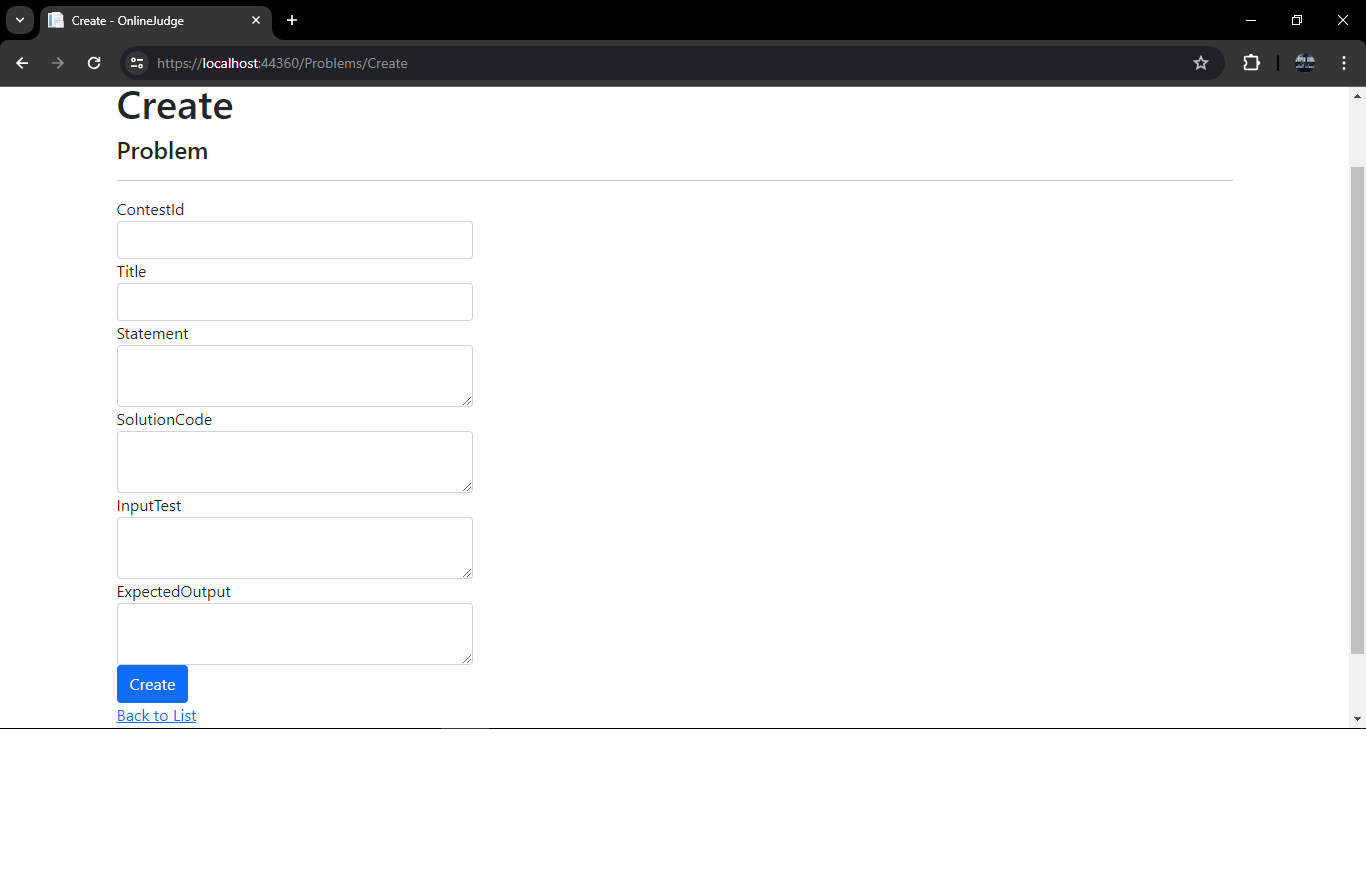 Create - OnlineJudge
https://localhost:44360/Problems/Create
Create
Problem
ContestId
Title
Statement
SolutionCode
InputTest
ExpectedOutput
Create
Back to List